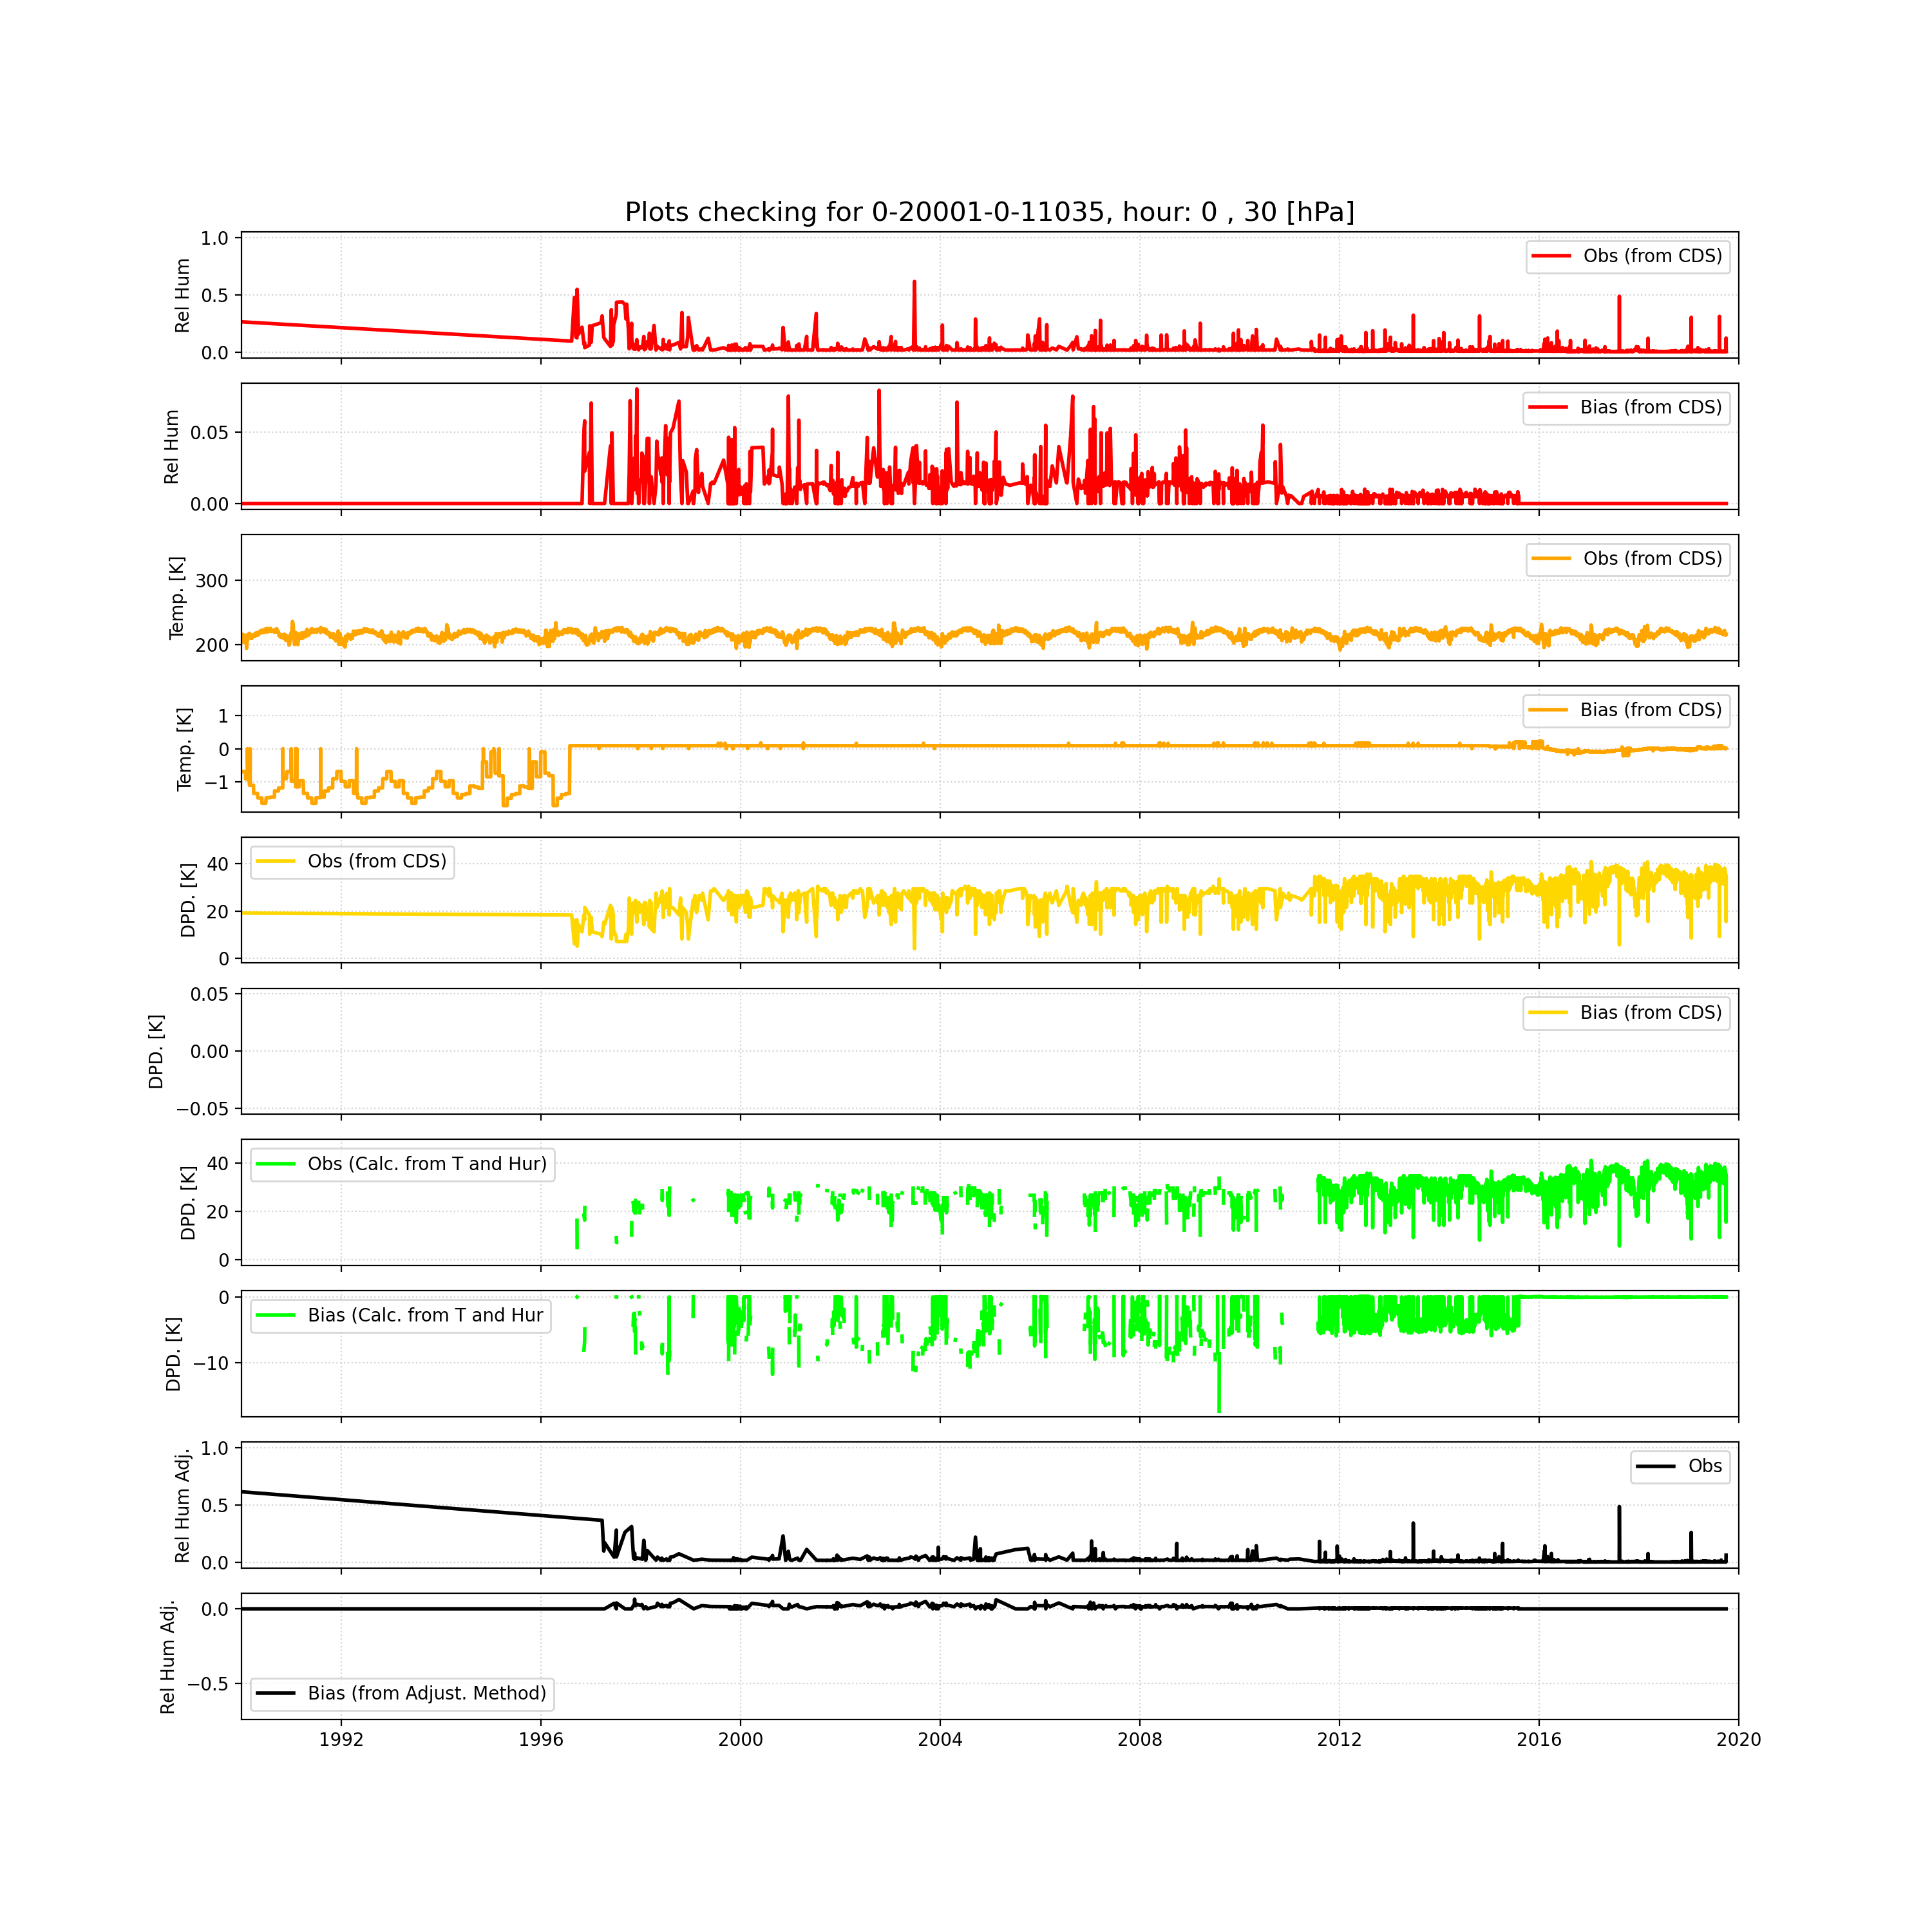 Plots checking for 0-20001-0-11035, hour: 0 , 30 [hPa]
1.0
0.5
0.0
Rel Hum
Obs (from CDS)
0.05
0.00
Rel Hum
Bias (from CDS)
300
200
Temp. [K]
Obs (from CDS)
1
0
−1
Temp. [K]
Bias (from CDS)
40
20
0
DPD. [K]
Obs (from CDS)
0.05
0.00
−0.05
DPD. [K]
Bias (from CDS)
40
20
0
DPD. [K]
Obs (Calc. from T and Hur)
0
−10
DPD. [K]
Bias (Calc. from T and Hur
1.0
0.5
0.0
Rel Hum Adj.
Obs
0.0
−0.5
Rel Hum Adj.
Bias (from Adjust. Method)
1992 1996 2000 2004 2008 2012 2016 2020